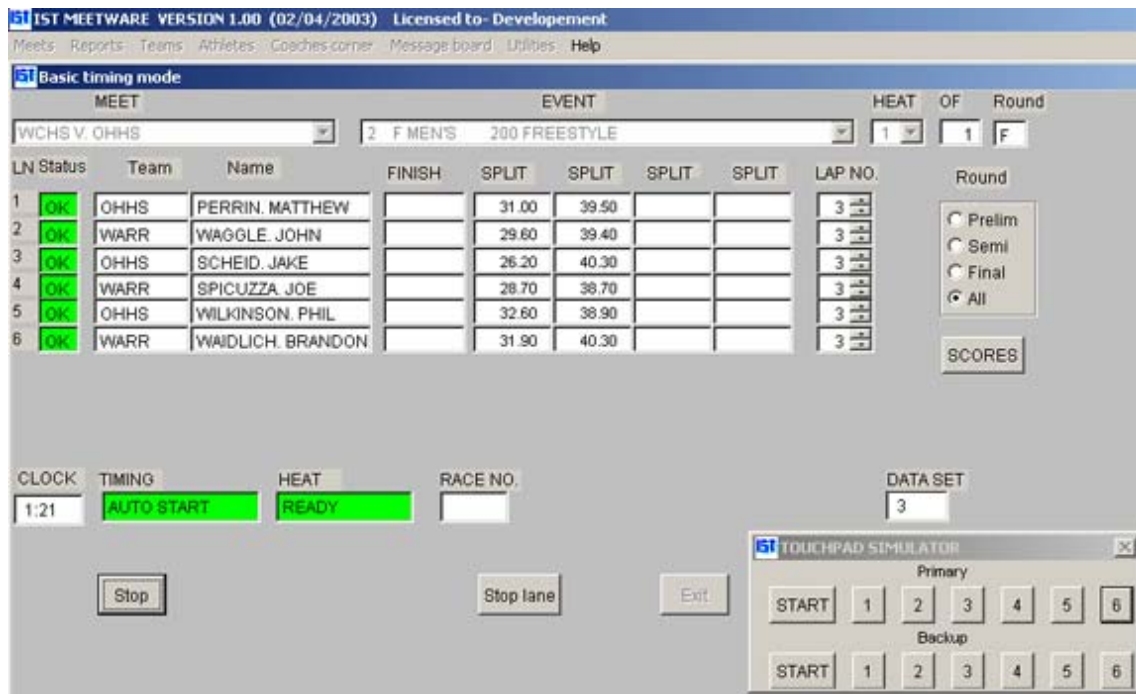 IST IST MEETWARE VERSION 1.00 (02/04/2003) Licensed to- Developement
Meets Reports Teams Athletes Coaches corner Message board Utilities Help
IST Basic timing mode
MEET EVENT HEAT OF Round
WCHS V. OHHS 2 F MEN'S 200 FREESTYLE 1 1 F
LN Status Team Name FINISH SPLIT SPLIT SPLIT SPLIT LAP NO. Round
1 OK OHHS PERRIN. MATTHEW 31.00 39.50 3
2 OK WARR WAGGLE. JOHN 29.60 39.40 3
3 OK OHHS SCHEID. JAKE 26.20 40.30 3
4 OK WARR SPICUZZA. JOE 28.70 38.70 3
5 OK OHHS WILKINSON. PHIL 32.60 38.90 3
6 OK WARR WAIDLICH. BRANDON 31.90 40.30 3
Prelim
Semi
Final
All
SCORES
CLOCK TIMING HEAT RACE NO. DATA SET
1:21 AUTO START READY 3
Stop Stop lane Exit
IST TOUCHPAD SIMULATOR
Primary
START 1 2 3 4 5 6
Backup
START 1 2 3 4 5 6